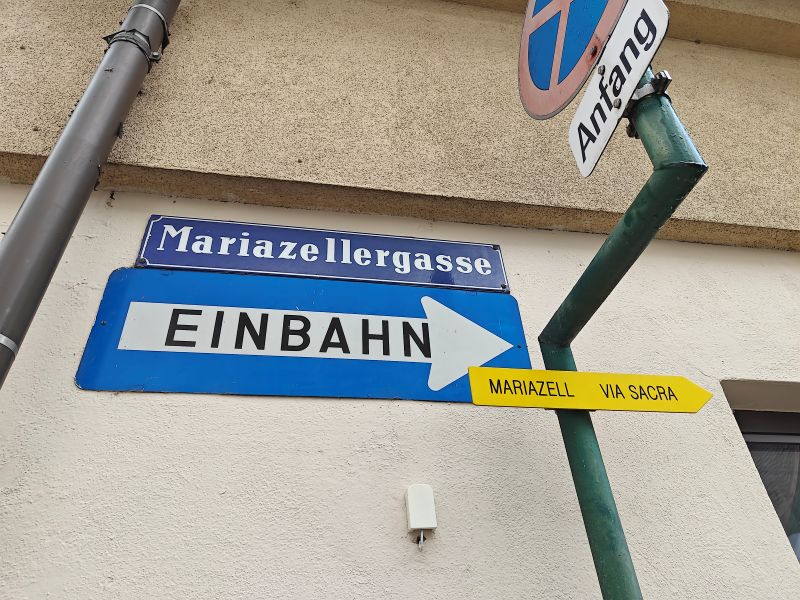 Anfang
Mariazellergasse
EINBAHN
MARIAZELL VIA SACRA